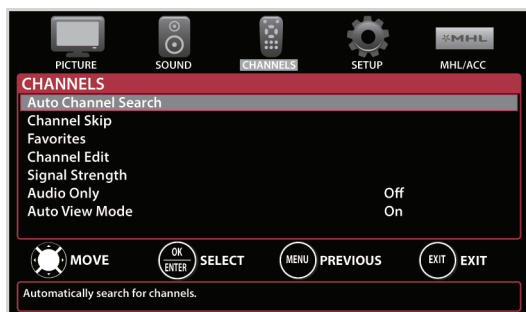 MHL
PICTURE SOUND CHANNELS SETUP MHL/ACC
CHANNELS
Auto Channel Search
Channel Skip
Favorites
Channel Edit
Signal Strength
Audio Only Off
Auto View Mode On
MOVE OK ENTER SELECT MENU PREVIOUS EXIT EXIT
Automatically search for channels.